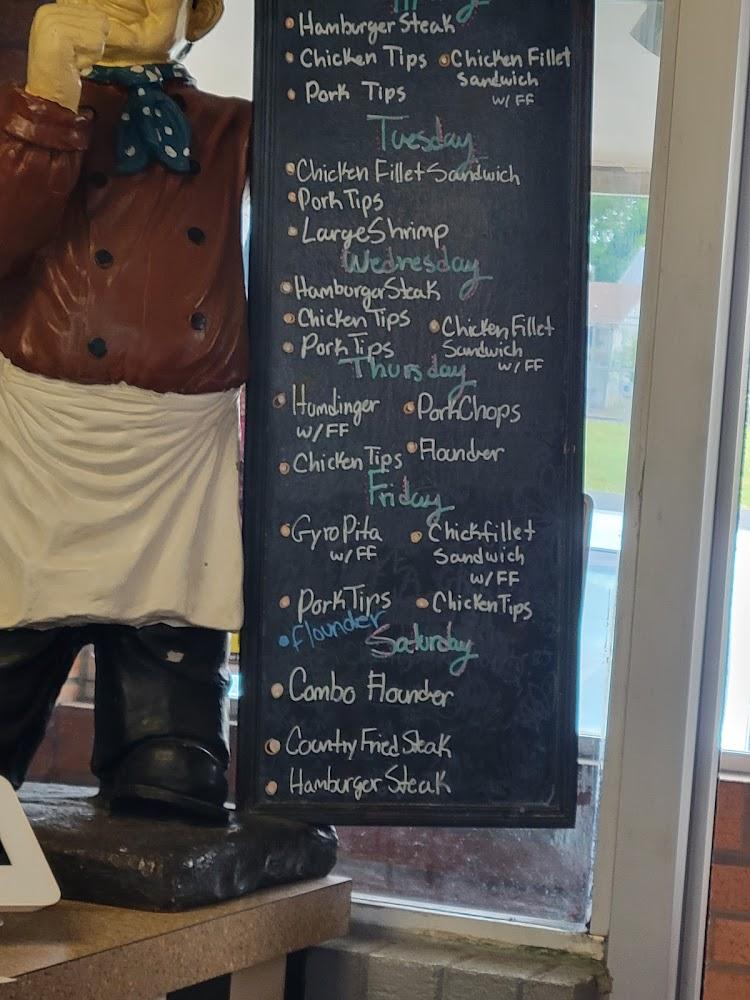 • Hamburger Steak
• Chicken Tips • Chicken Fillet
Sandwich
w/ FF
• Pork Tips
Tuesday
• Chicken Fillet Sandwich
• Pork Tips
• Large Shrimp
Wednesday
• Hamburger Steak
• Chicken Tips • Chicken Fillet
Sandwich
w/ FF
• Pork Tips
Thursday
• Humdinger • Pork Chops
w/ FF
• Chicken Tips • Flounder
Friday
• Gyro Pita • Chickfillet
w/ FF Sandwich
w/ FF
• Pork Tips • Chicken Tips
• Flounder
Saturday
• Combo Flounder
• Country Fried Steak
• Hamburger Steak